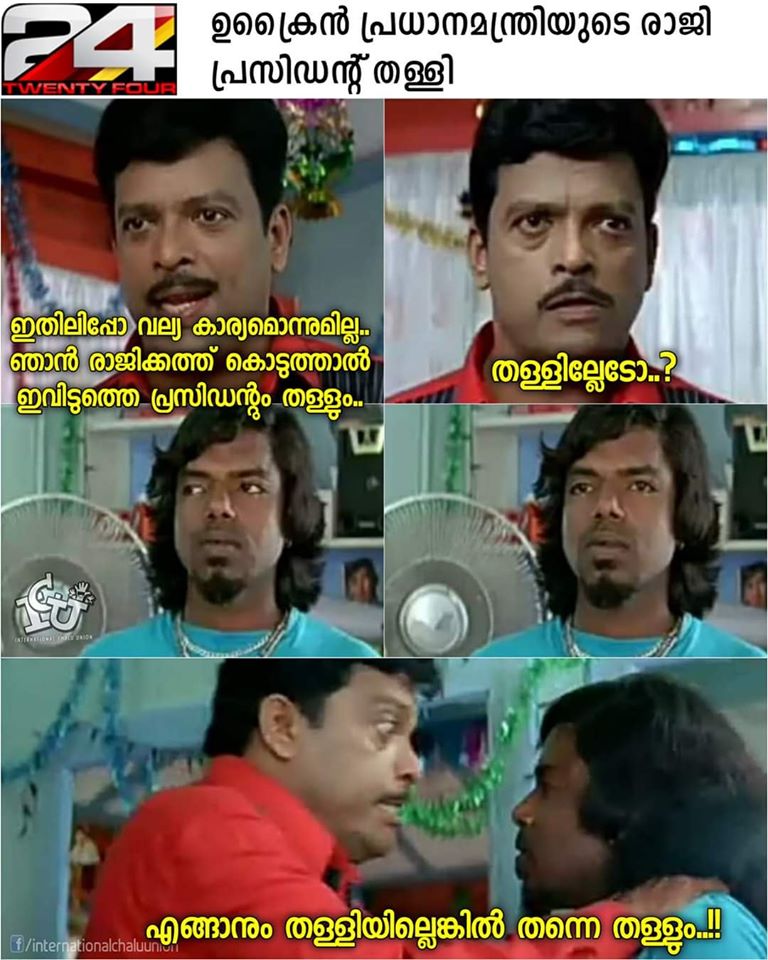 24
TWENTY FOUR
ഉക്രൈൻ പ്രധാനമന്ത്രിയുടെ രാജി
പ്രസിഡന്റ് തള്ളി
ഇതിലിപ്പോ വല്യ കാര്യമൊന്നുമില്ല..
ഞാൻ രാജിക്കത്ത് കൊടുത്താൽ
ഇവിടുത്തെ പ്രസിഡന്റും തള്ളും..
തള്ളില്ലേടോ..?
ICU
INTERNATIONAL CHALU UNION
എങ്ങാനും തള്ളിയില്ലെങ്കിൽ തന്നെ തള്ളും..!!
f/internationalchaluunion